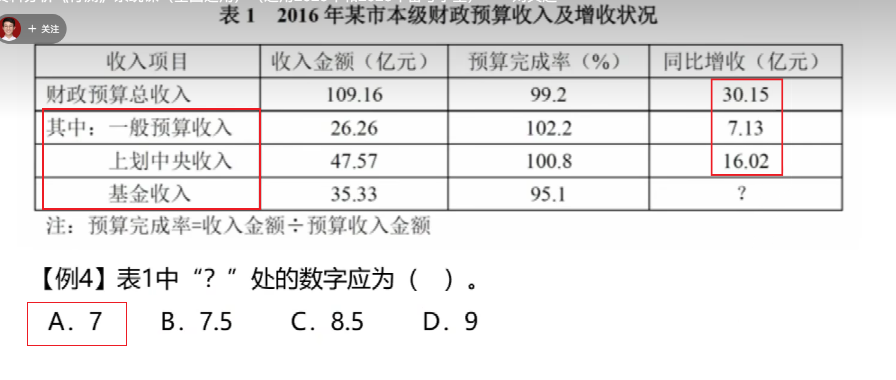 + 关注
表 1 2016 年某市本级财政预算收入及增收状况
收入项目 收入金额（亿元） 预算完成率（%） 同比增收（亿元）
财政预算总收入 109.16 99.2 30.15
其中：一般预算收入 26.26 102.2 7.13
上划中央收入 47.57 100.8 16.02
基金收入 35.33 95.1 ？
注：预算完成率=收入金额÷预算收入金额
【例4】表1中“？”处的数字应为（ ）。
A．7 B．7.5 C．8.5 D．9